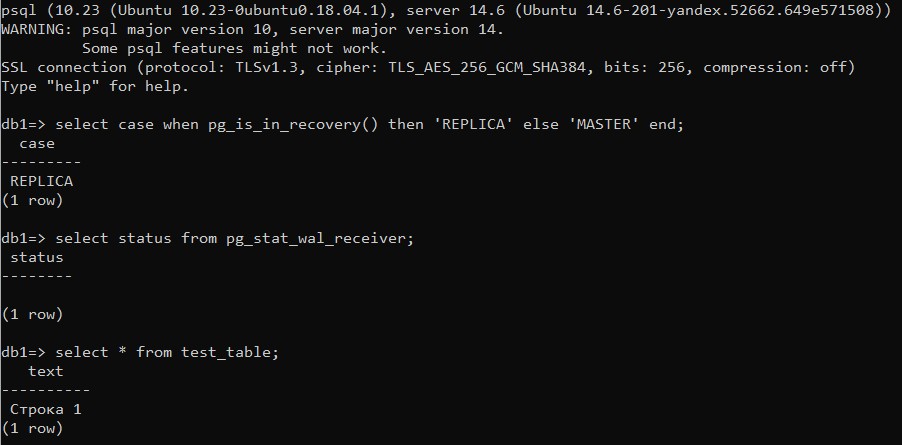 psql (10.23 (Ubuntu 10.23-0ubuntu0.18.04.1), server 14.6 (Ubuntu 14.6-201-yandex.52662.649e571508))
WARNING: psql major version 10, server major version 14.
         Some psql features might not work.
SSL connection (protocol: TLSv1.3, cipher: TLS_AES_256_GCM_SHA384, bits: 256, compression: off)
Type "help" for help.

db1=> select case when pg_is_in_recovery() then 'REPLICA' else 'MASTER' end;
  case
---------
 REPLICA
(1 row)

db1=> select status from pg_stat_wal_receiver;
 status
--------

(1 row)

db1=> select * from test_table;
   text
----------
 Строка 1
(1 row)